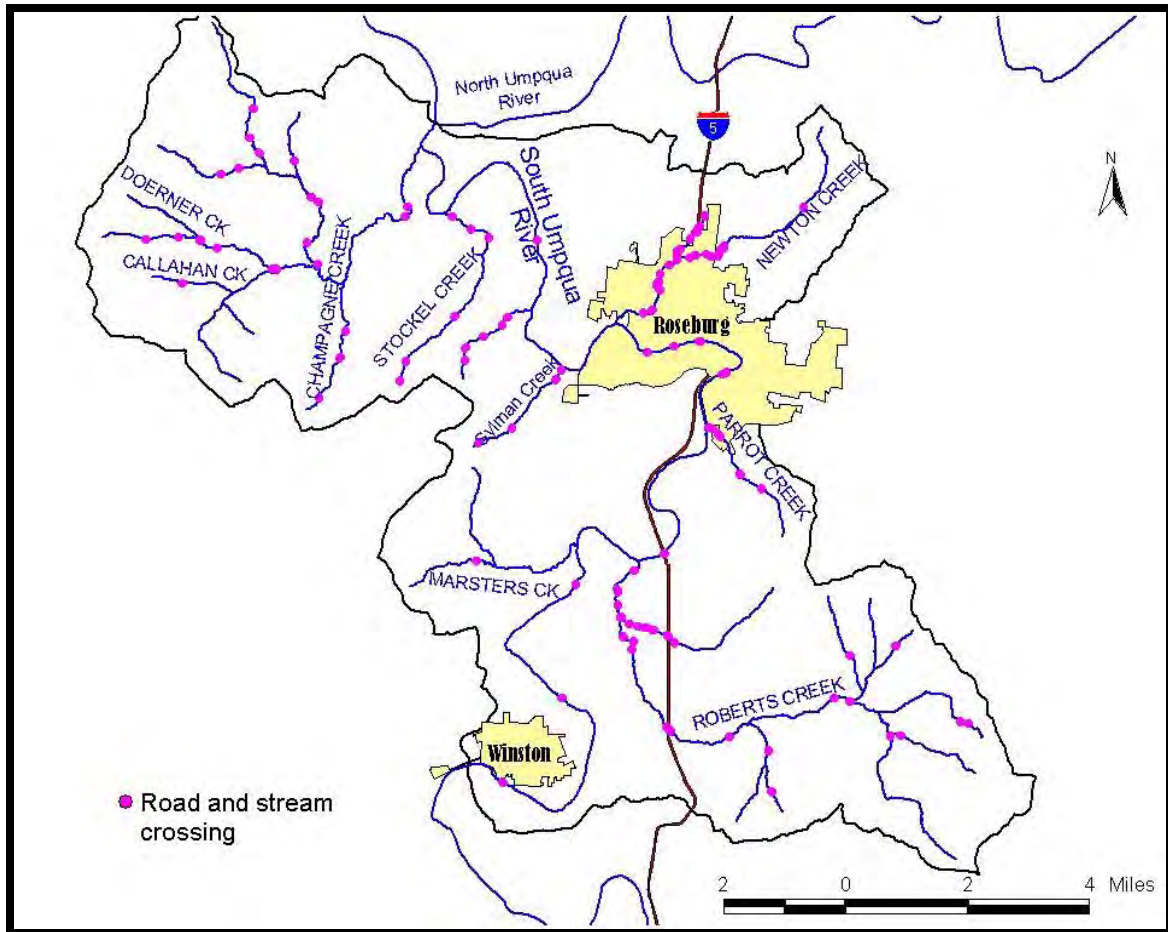 North Umpqua
River
5
N
South Umpqua
River
DOERNER CK
CALLAHAN CK
CHAMPAGNE CREEK
STOCKEL CREEK
NEWTON CREEK
Roseburg
Sylman Creek
PARROT CREEK
MARSTERS CK
ROBERTS CREEK
Winston
Road and stream
crossing
2 0 2 4 Miles